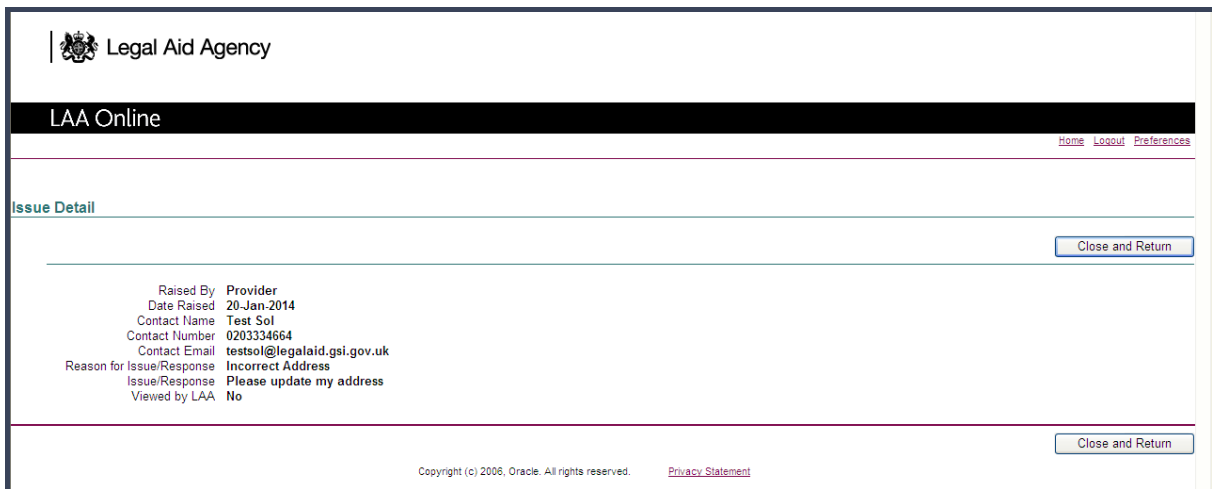 Legal Aid Agency
LAA Online
Home Logout Preferences
Issue Detail
Close and Return
Raised By Provider
Date Raised 20-Jan-2014
Contact Name Test Sol
Contact Number 0203334664
Contact Email testsol@legalaid.gsi.gov.uk
Reason for Issue/Response Incorrect Address
Issue/Response Please update my address
Viewed by LAA No
Close and Return
Copyright (c) 2006, Oracle. All rights reserved. Privacy Statement